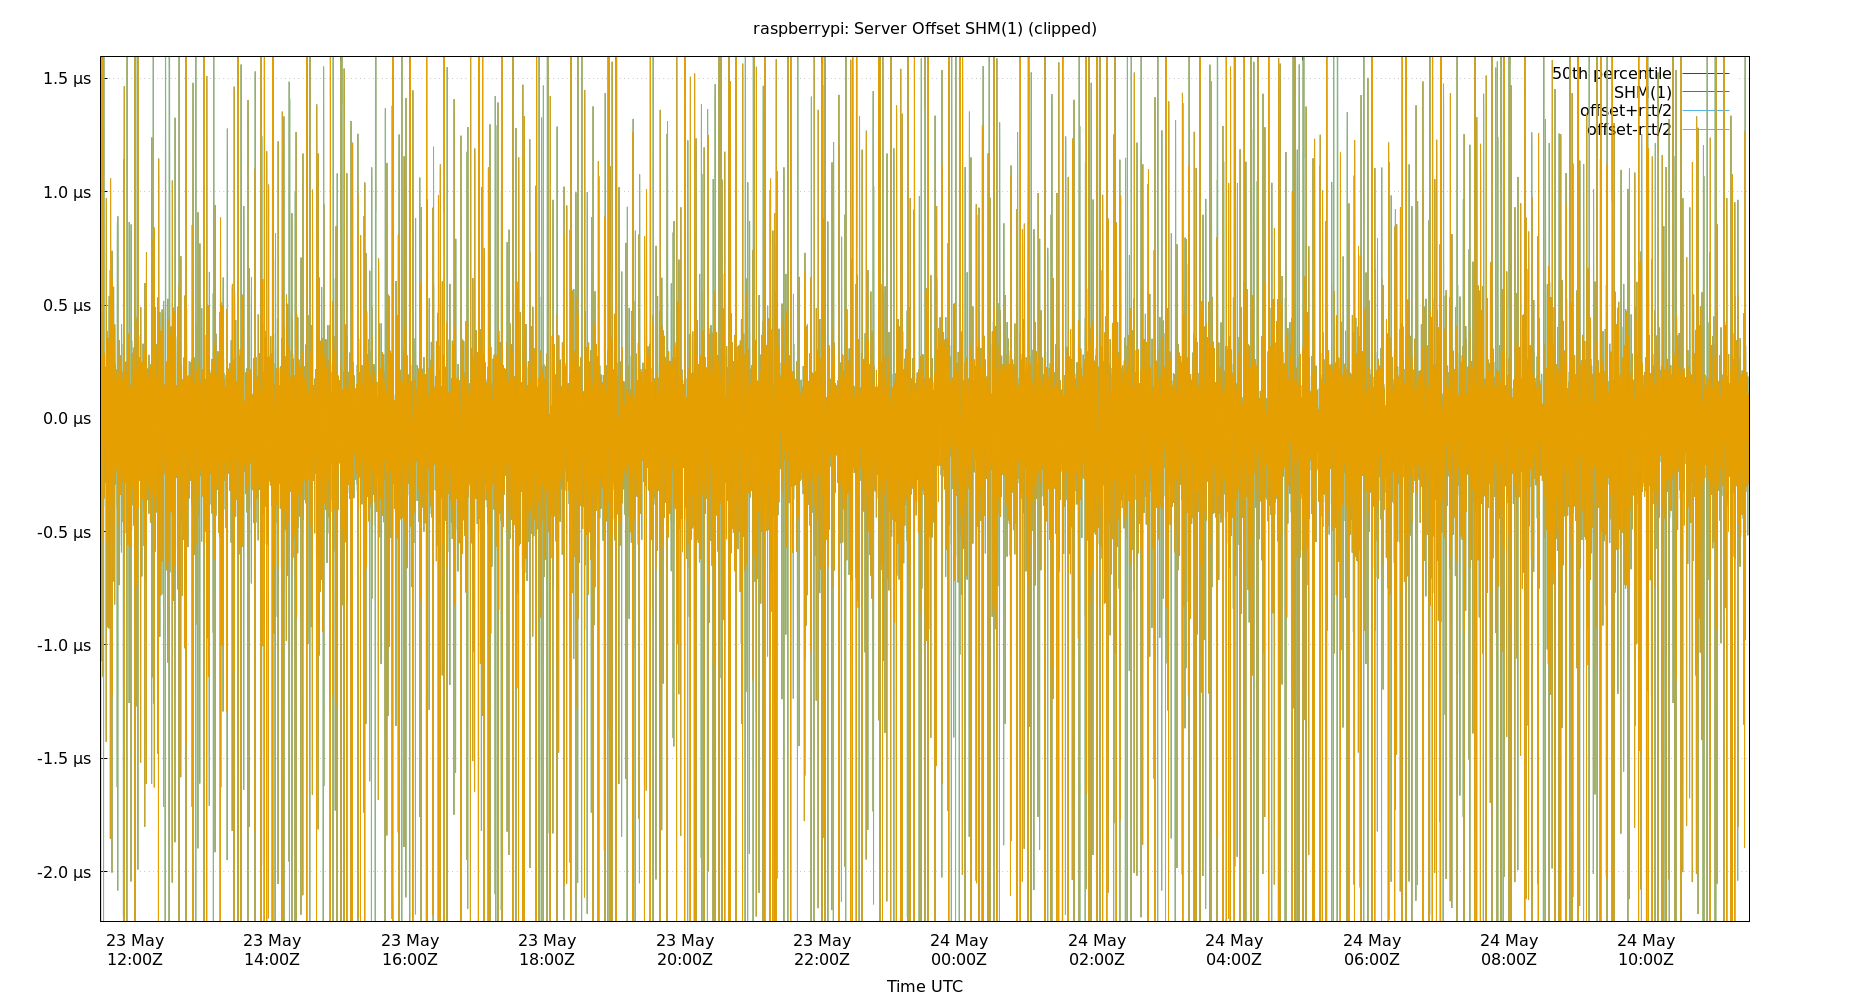 raspberrypi: Server Offset SHM(1) (clipped)
1.5 µs
1.0 µs
0.5 µs
0.0 µs
-0.5 µs
-1.0 µs
-1.5 µs
-2.0 µs
50th percentile
SHM(1)
offset+rtt/2
offset-rtt/2
23 May 23 May 23 May 23 May 23 May 23 May 24 May 24 May 24 May 24 May 24 May 24 May
12:00Z 14:00Z 16:00Z 18:00Z 20:00Z 22:00Z 00:00Z 02:00Z 04:00Z 06:00Z 08:00Z 10:00Z
Time UTC